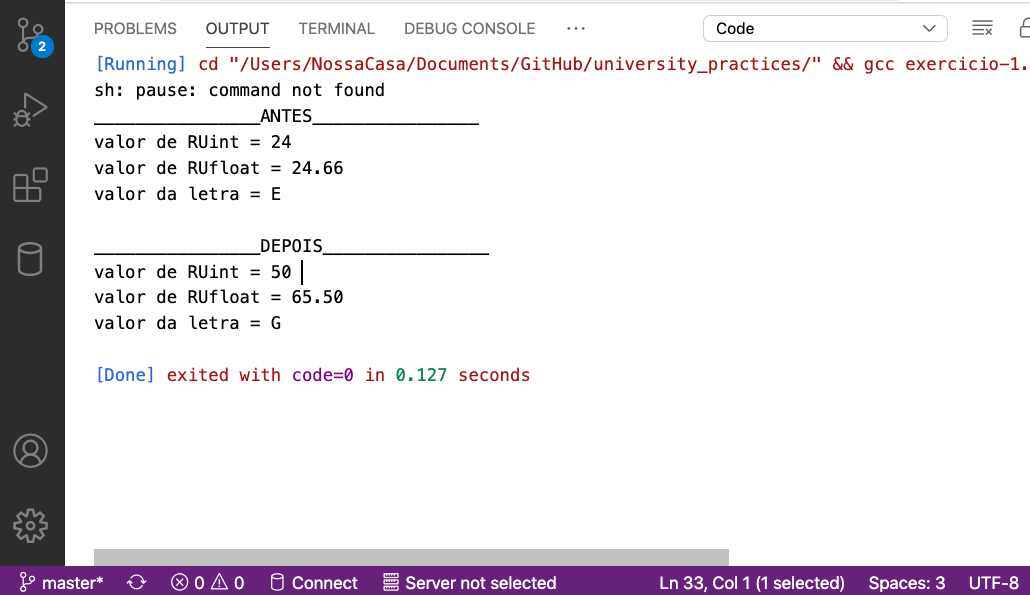 PROBLEMS OUTPUT TERMINAL DEBUG CONSOLE ··· Code
2
[Running] cd "/Users/NossaCasa/Documents/GitHub/university_practices/" && gcc exercicio-1.
sh: pause: command not found
________________ANTES________________
valor de RUint = 24
valor de RUfloat = 24.66
valor da letra = E
________________DEPOIS________________
valor de RUint = 50
valor de RUfloat = 65.50
valor da letra = G
[Done] exited with code=0 in 0.127 seconds
master* 0 0 Connect Server not selected Ln 33, Col 1 (1 selected) Spaces: 3 UTF-8